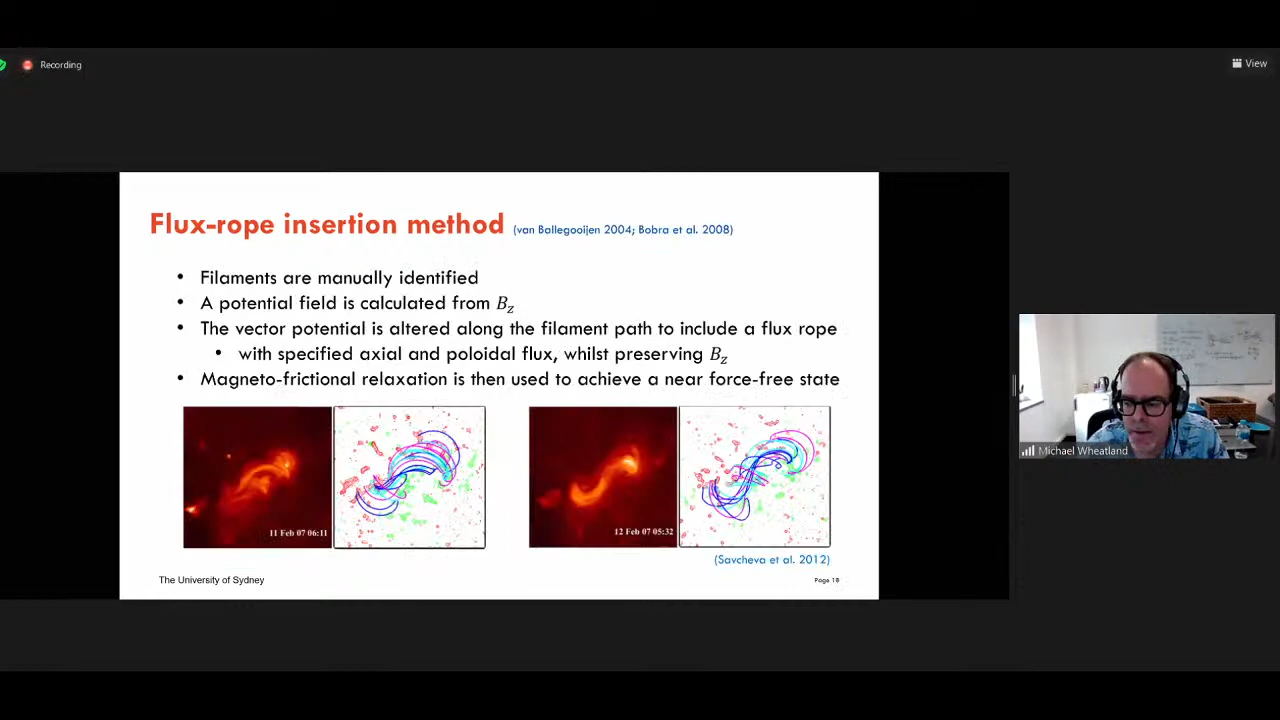 Recording
View
Flux-rope insertion method (van Ballegooijen 2004; Bobra et al. 2008)
• Filaments are manually identified
• A potential field is calculated from B_z
• The vector potential is altered along the filament path to include a flux rope
• with specified axial and poloidal flux, whilst preserving B_z
• Magneto-frictional relaxation is then used to achieve a near force-free state
11 Feb 07 06:11
12 Feb 07 05:32
(Savcheva et al. 2012)
The University of Sydney
Page 10
Michael Wheatland